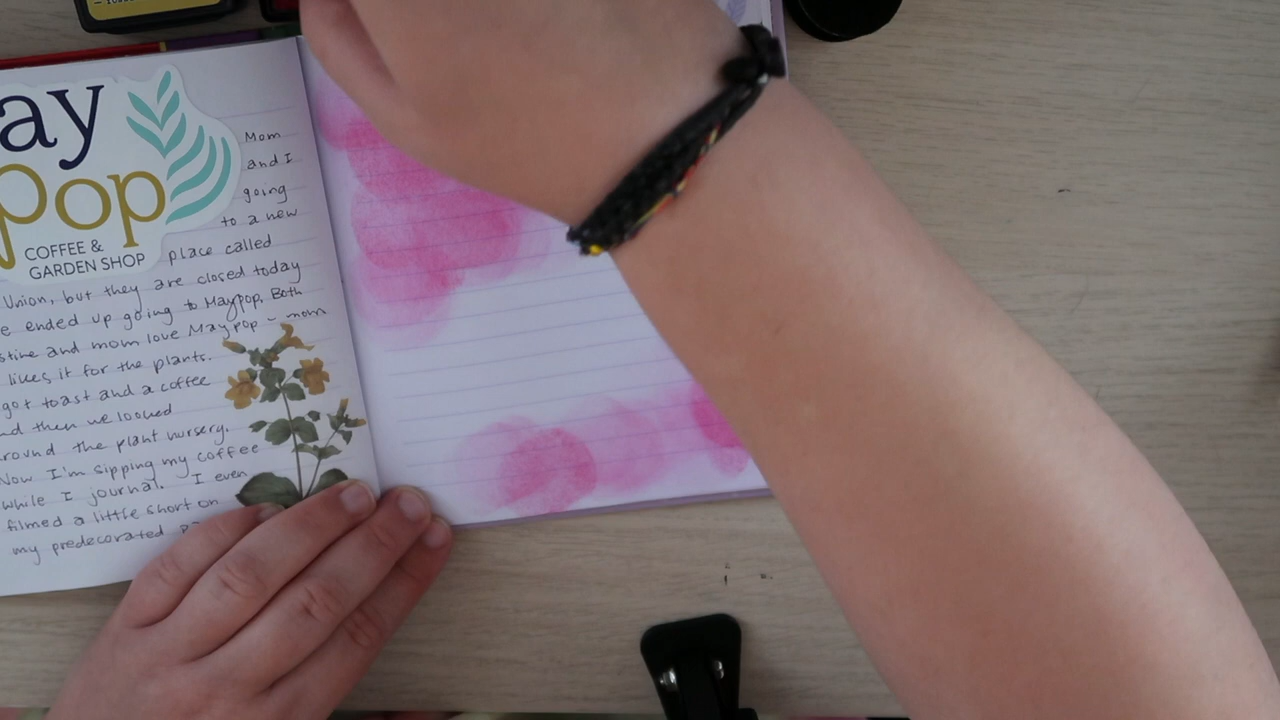 ay
Pop
COFFEE &
GARDEN SHOP
Mom
and I
going
to a new
place called
Union, but they are closed today
e ended up going to Maypop. Both
stine and mom love Maypop - mom
likes it for the plants.
got toast and a coffee
nd then we looked
round the plant nursery.
Now I'm sipping my coffee
while I journal. I even
filmed a little short on
my predecorated